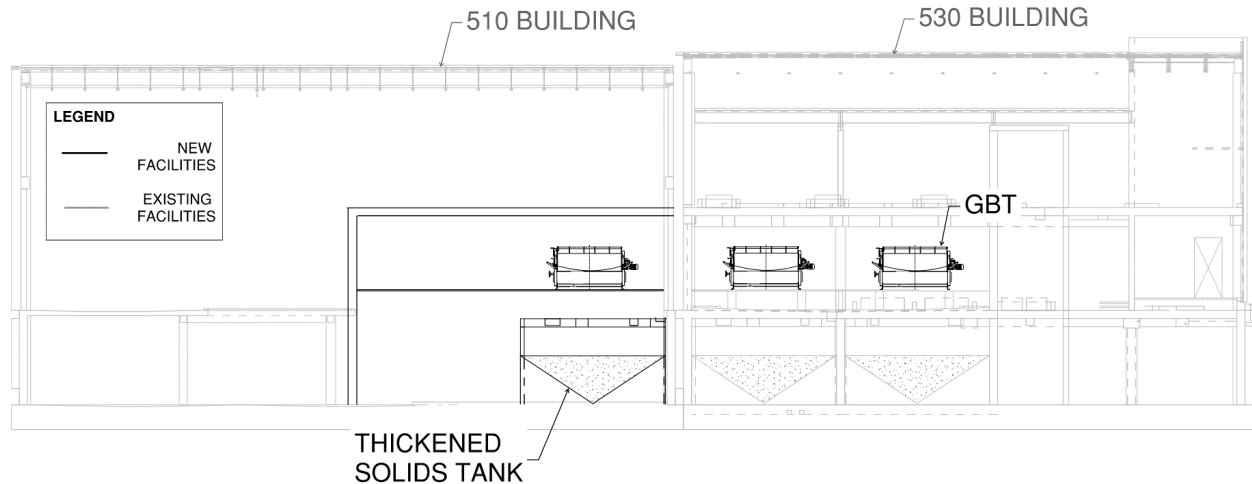 510 BUILDING
530 BUILDING
LEGEND
NEW
FACILITIES
EXISTING
FACILITIES
GBT
THICKENED
SOLIDS TANK